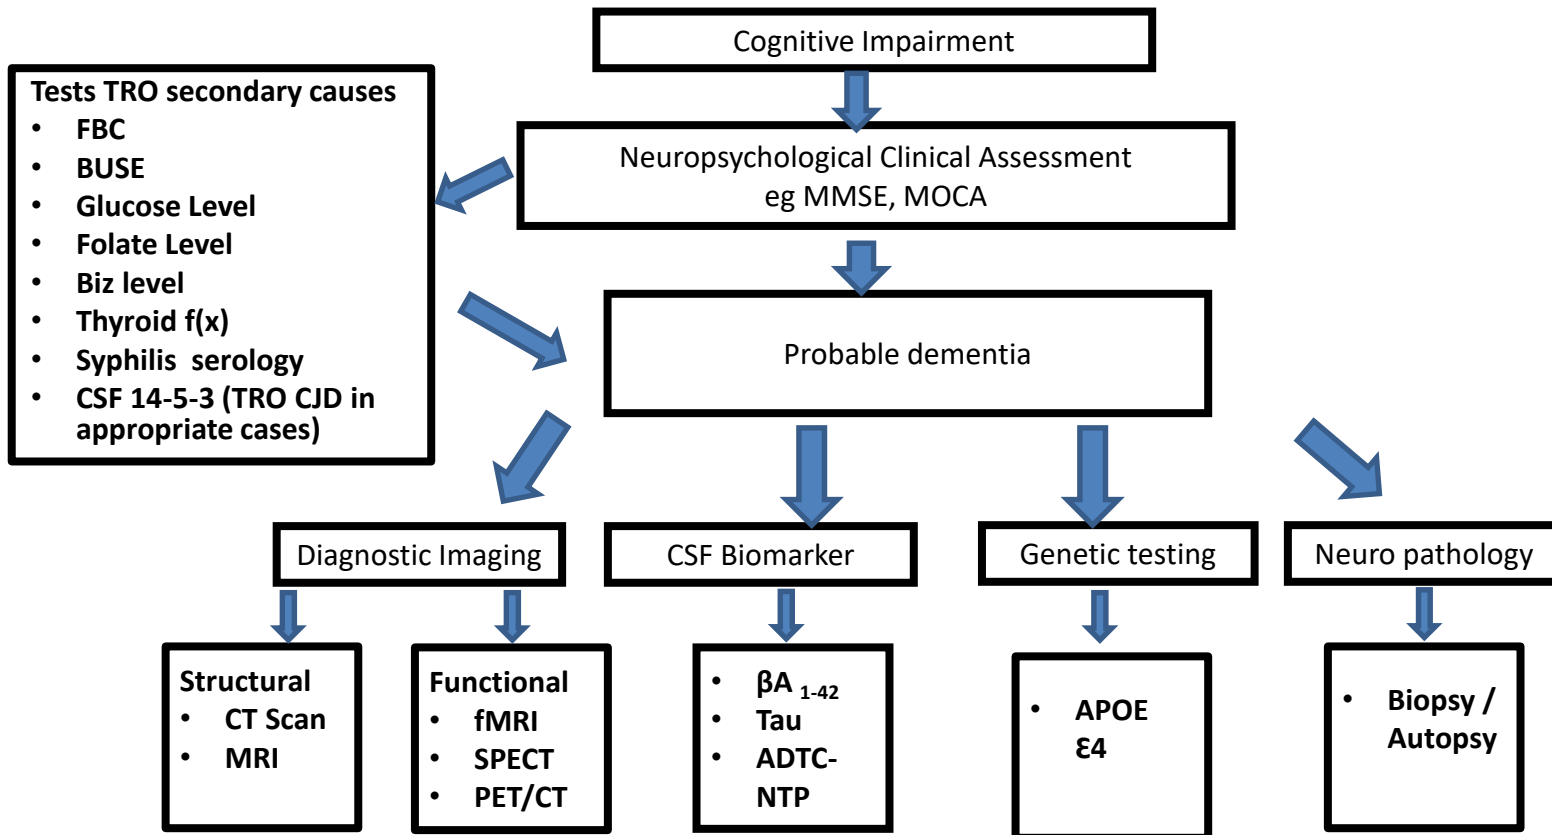 Cognitive Impairment
Tests TRO secondary causes
• FBC
• BUSE
• Glucose Level
• Folate Level
• Biz level
• Thyroid f(x)
• Syphilis serology
• CSF 14-5-3 (TRO CJD in
appropriate cases)
Neuropsychological Clinical Assessment
eg MMSE, MOCA
Probable dementia
Diagnostic Imaging
CSF Biomarker
Genetic testing
Neuro pathology
Structural
• CT Scan
• MRI
Functional
• fMRI
• SPECT
• PET/CT
• βA 1-42
• Tau
• ADTC-
NTP
• APOE
Ɛ4
• Biopsy /
Autopsy